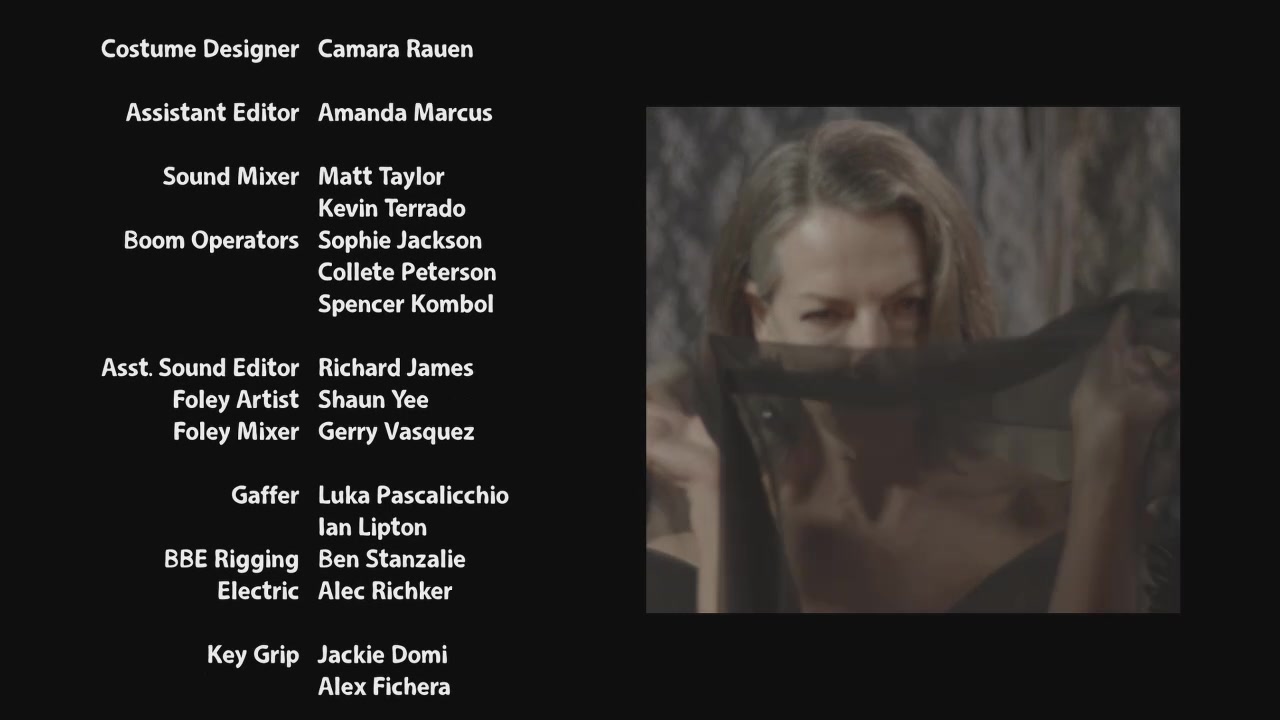 Costume Designer Camara Rauen
Assistant Editor Amanda Marcus
Sound Mixer Matt Taylor
Kevin Terrado
Boom Operators Sophie Jackson
Collete Peterson
Spencer Kombol
Asst. Sound Editor Richard James
Foley Artist Shaun Yee
Foley Mixer Gerry Vasquez
Gaffer Luka Pascalicchio
Ian Lipton
BBE Rigging Ben Stanzalie
Electric Alec Richker
Key Grip Jackie Domi
Alex Fichera